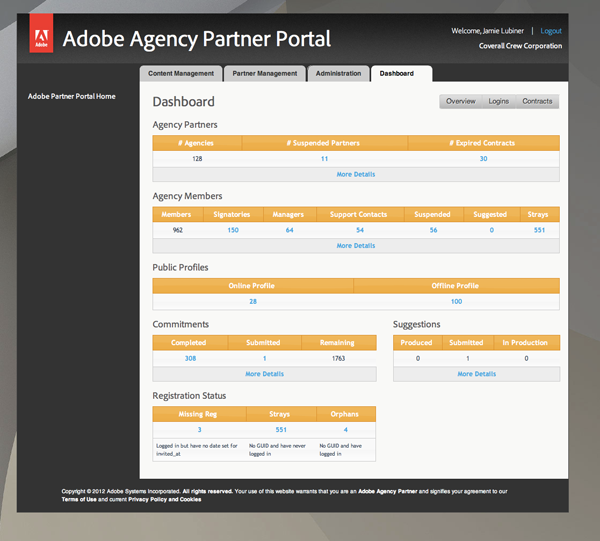 Adobe
Adobe Agency Partner Portal
Welcome, Jamie Lubiner | Logout
Coverall Crew Corporation
Content Management Partner Management Administration Dashboard
Adobe Partner Portal Home
Dashboard
Overview Logins Contracts
Agency Partners
# Agencies # Suspended Partners # Expired Contracts
128 11 30
More Details
Agency Members
Members Signatories Managers Support Contacts Suspended Suggested Strays
962 150 64 54 56 0 551
More Details
Public Profiles
Online Profile Offline Profile
28 100
Commitments
Completed Submitted Remaining
308 1 1763
More Details
Suggestions
Produced Submitted In Production
0 1 0
More Details
Registration Status
Missing Reg Strays Orphans
3 551 4
Logged in but have no date set for
invited_at
No GUID and have never
logged in
No GUID and have
logged in
Copyright © 2012 Adobe Systems Incorporated. All rights reserved. Your use of this website warrants that you are an Adobe Agency Partner and signifies your agreement to our
Terms of Use and current Privacy Policy and Cookies